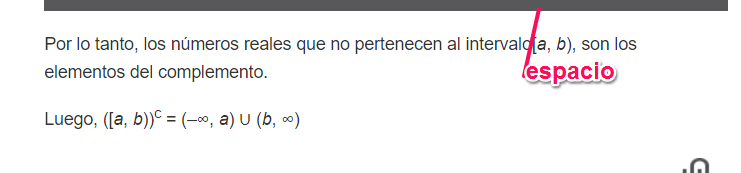 Por lo tanto, los números reales que no pertenecen al intervalo[a, b), son los
elementos del complemento.
espacio
Luego, ([a, b))ᶜ = (–∞, a) ∪ (b, ∞)